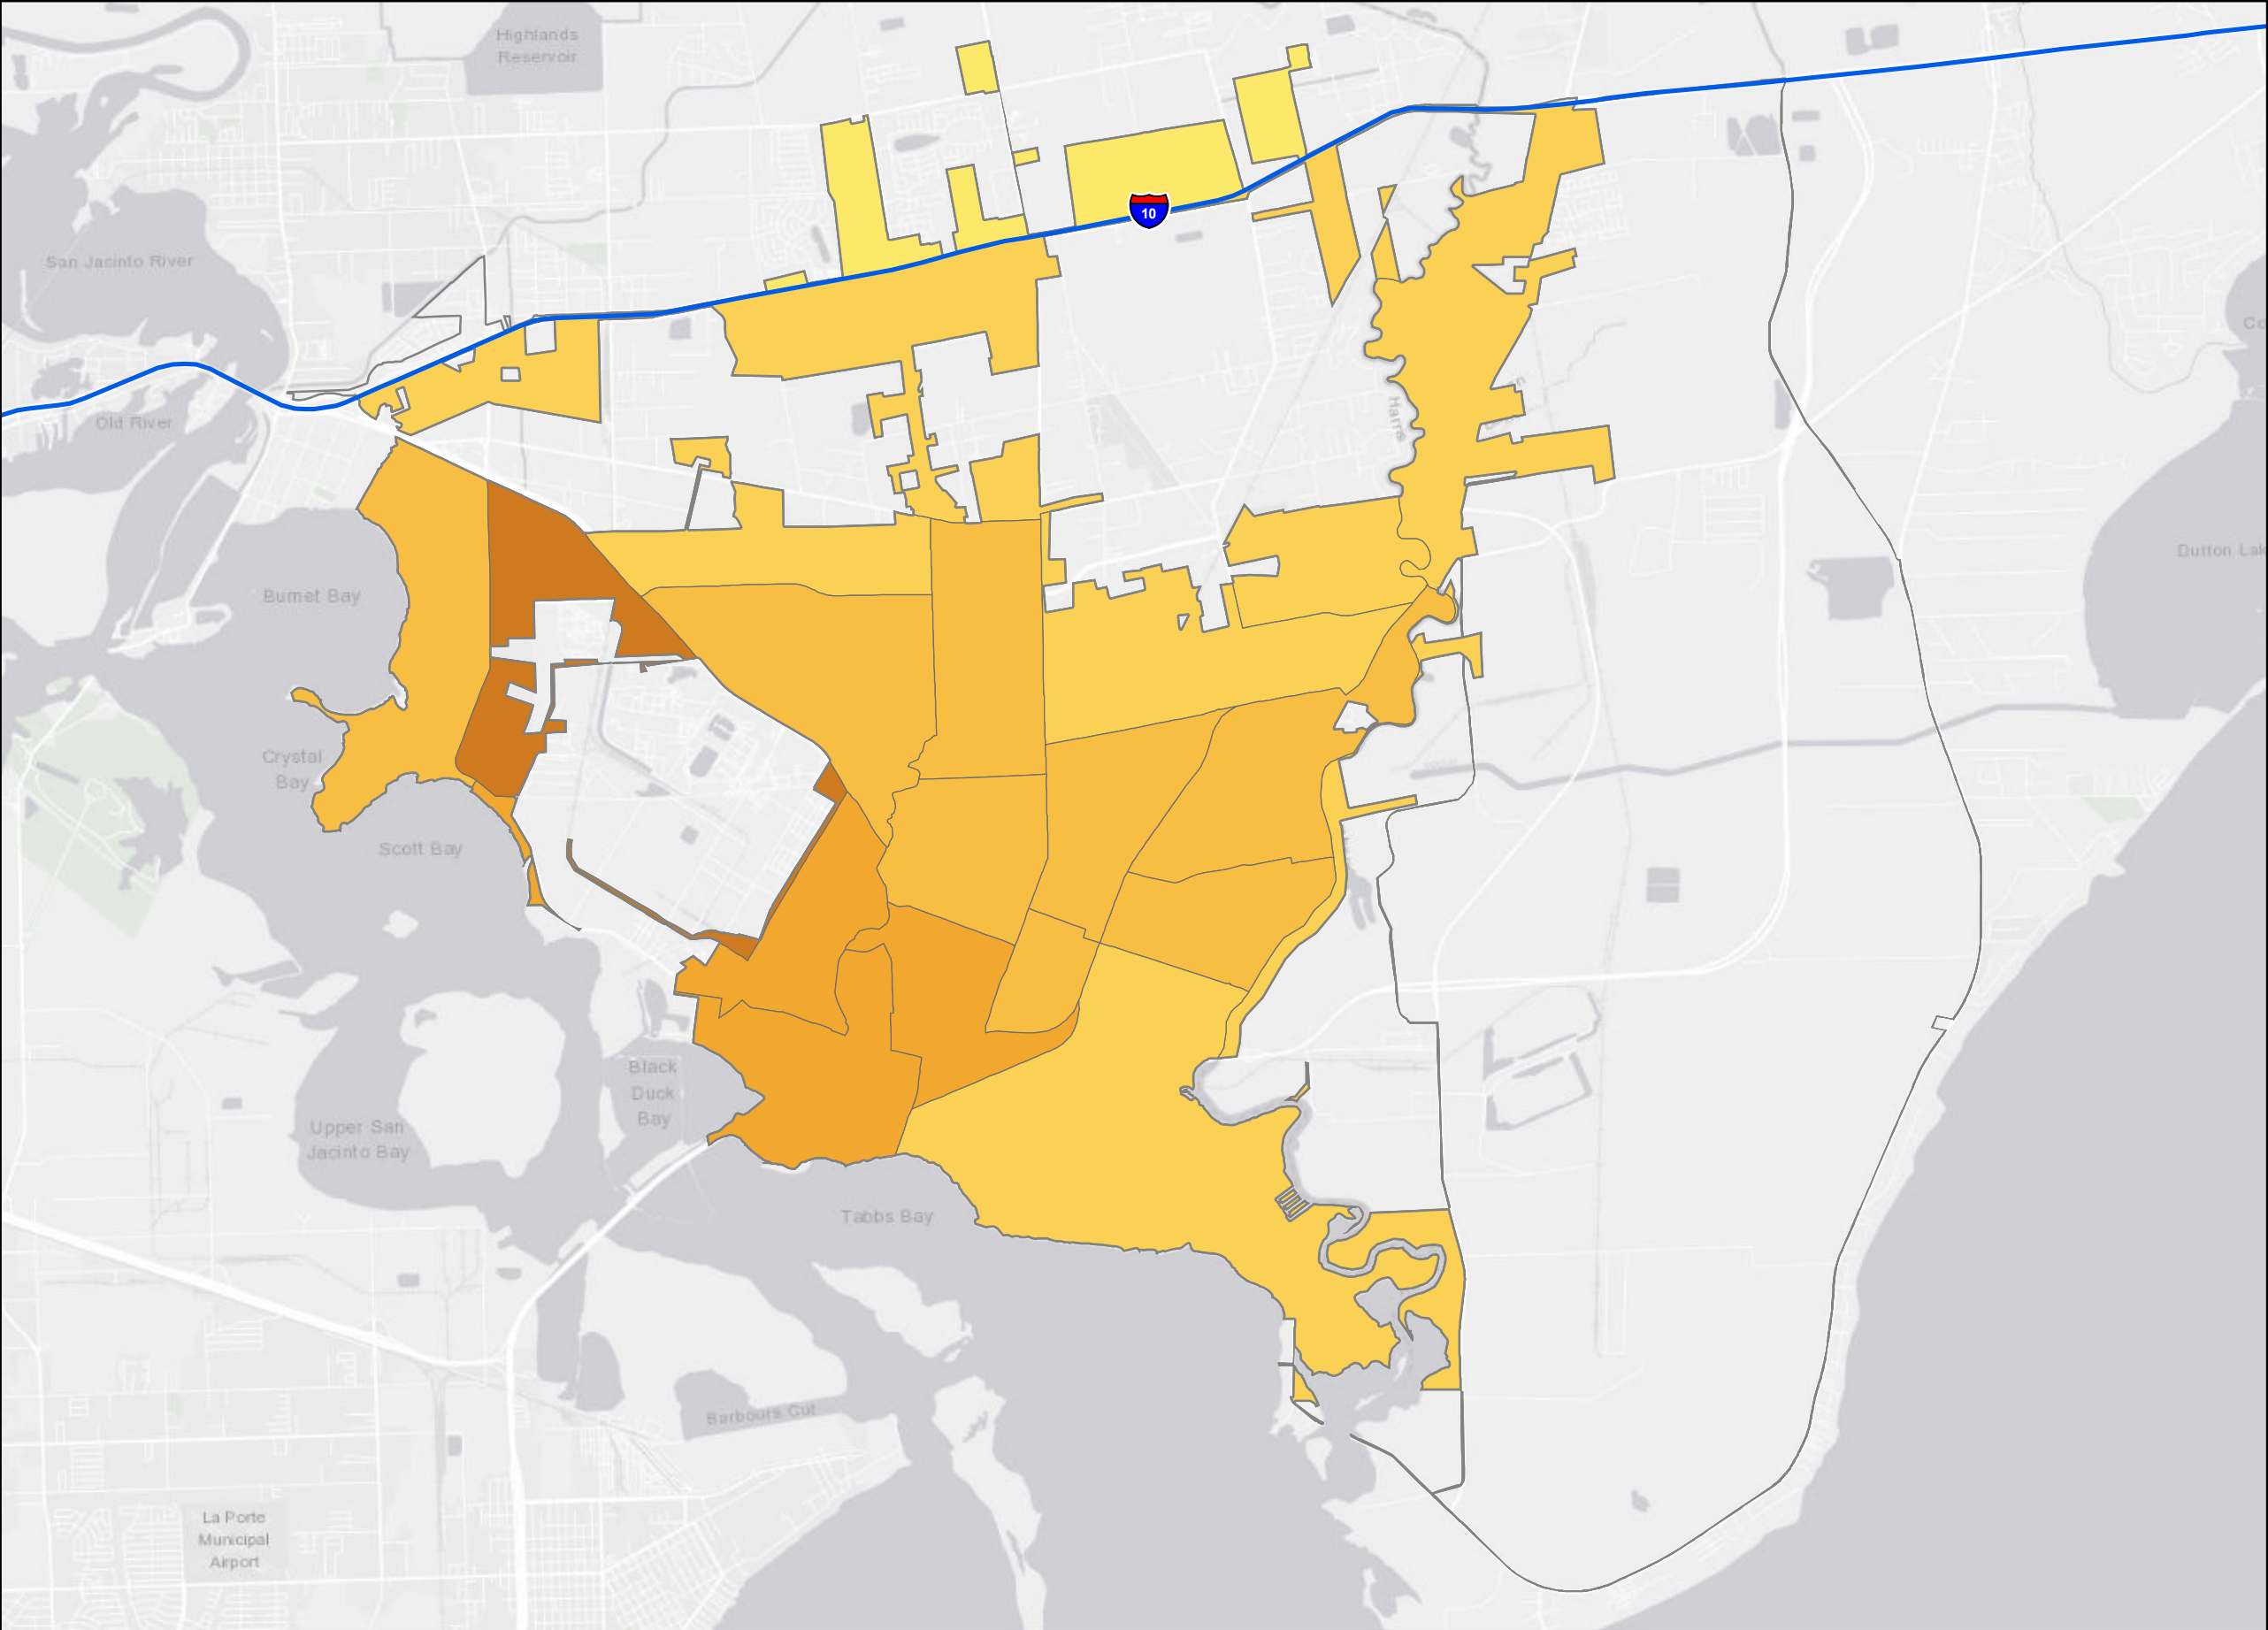 Highlands
Reservoir
10
San Jacinto River
Old River
Harris
Dutton Lak
Burnet Bay
Crystal
Bay
Scott Bay
Black
Duck
Bay
Upper San
Jacinto Bay
Tabbs Bay
Barbours Cut
La Porte
Municipal
Airport